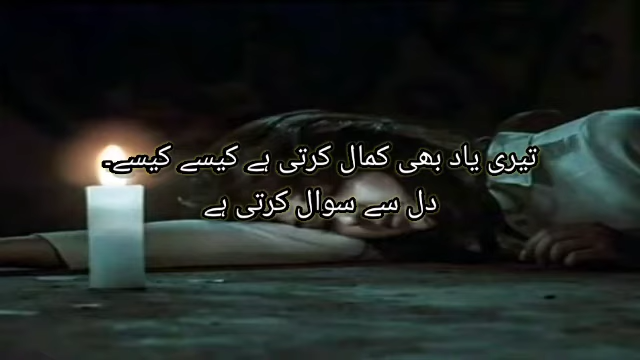 تیری یاد بھی کمال کرتی ہے کیسے کیسے۔
دل سے سوال کرتی ہے